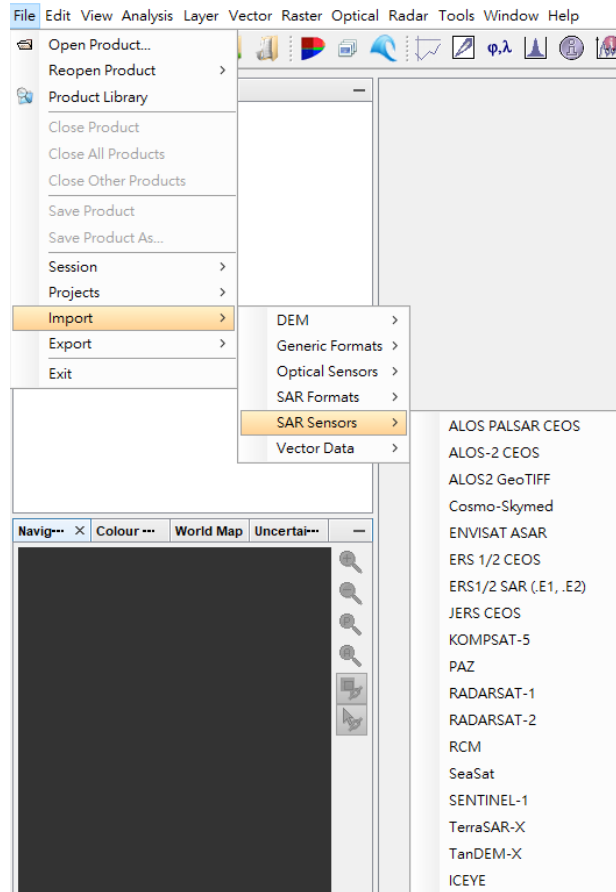 File Edit View Analysis Layer Vector Raster Optical Radar Tools Window Help
Open Product...
φ,λ
Reopen Product
Product Library
Close Product
Close All Products
Close Other Products
Save Product
Save Product As...
Session
Projects
Import
Export
Exit
DEM
Generic Formats
Optical Sensors
SAR Formats
SAR Sensors
Vector Data
ALOS PALSAR CEOS
ALOS-2 CEOS
ALOS2 GeoTIFF
Cosmo-Skymed
ENVISAT ASAR
ERS 1/2 CEOS
ERS1/2 SAR (.E1, .E2)
JERS CEOS
KOMPSAT-5
PAZ
RADARSAT-1
RADARSAT-2
RCM
SeaSat
SENTINEL-1
TerraSAR-X
TanDEM-X
ICEYE
Navig··· × Colour ··· World Map Uncertai···